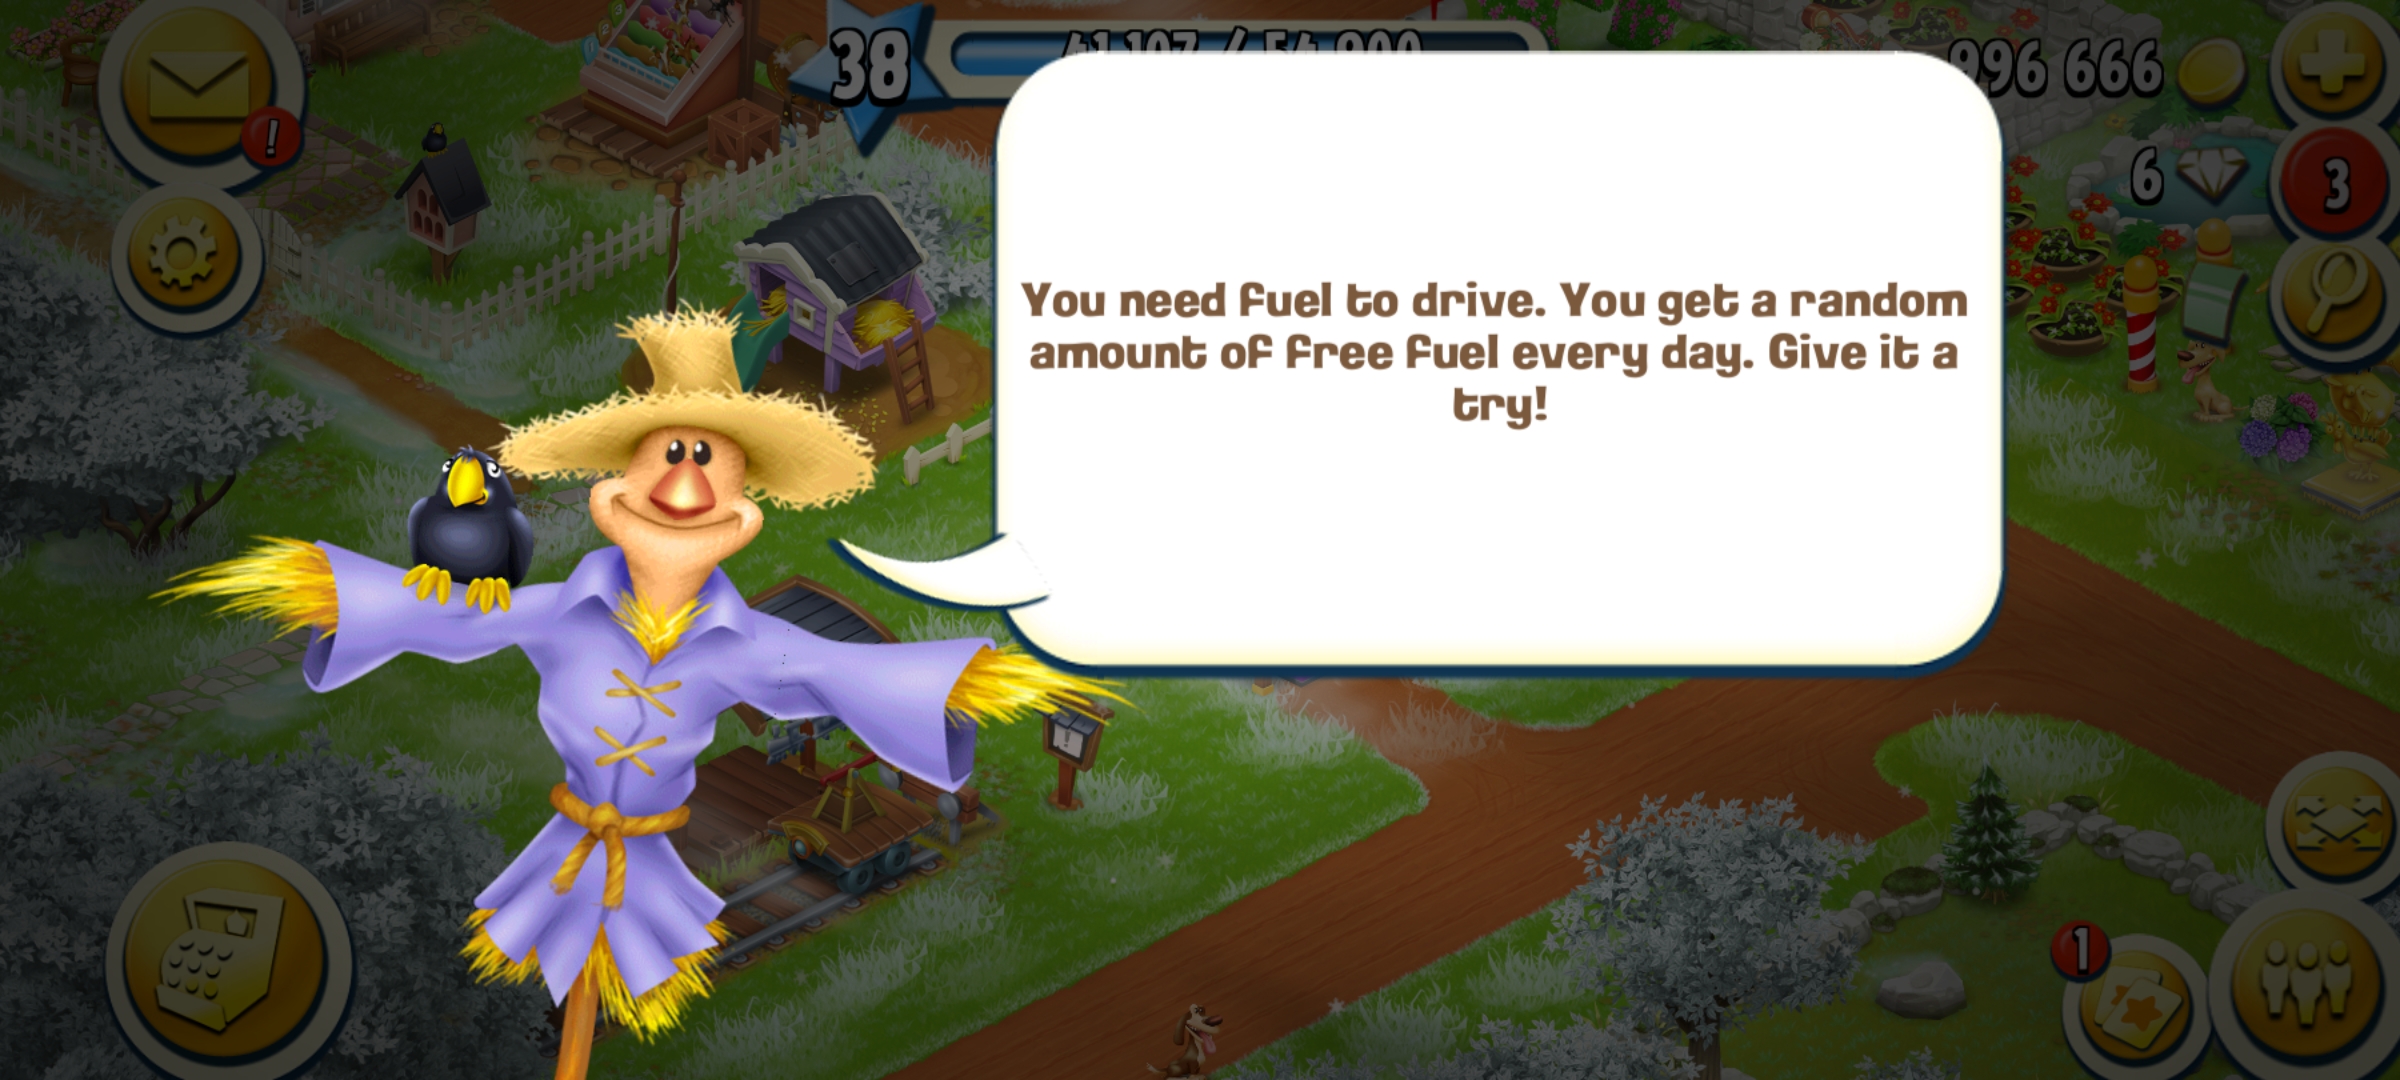 38
996 666
6
3
!
You need fuel to drive. You get a random
amount of free fuel every day. Give it a
try!
1